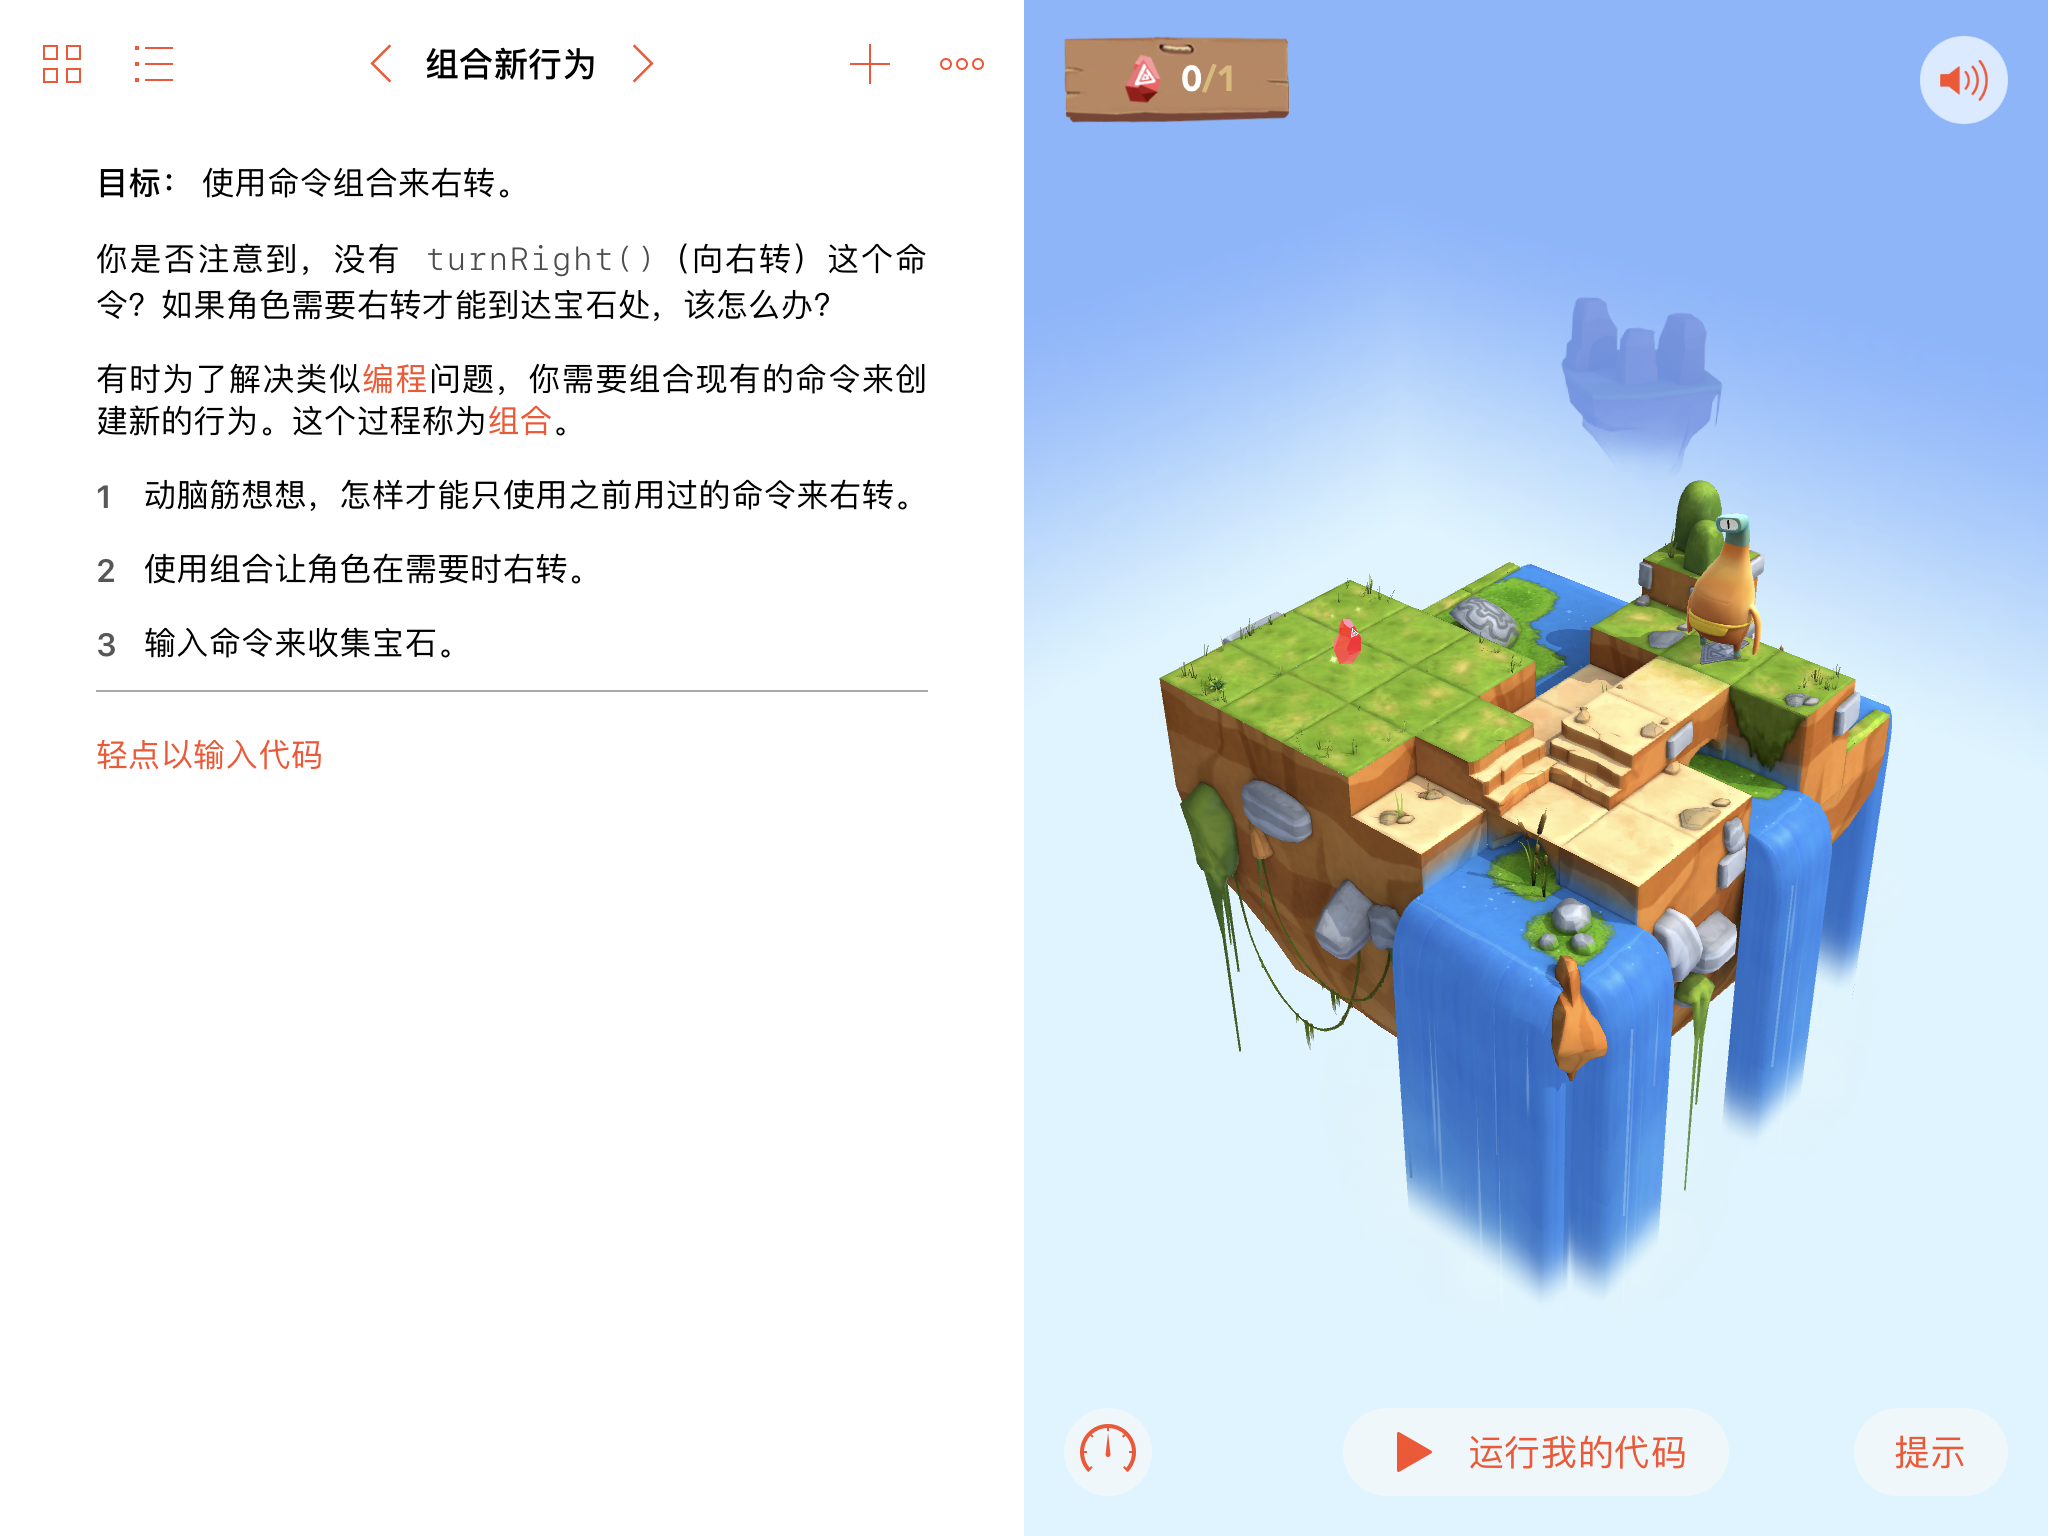 组合新行为
目标： 使用命令组合来右转。
你是否注意到，没有 turnRight()（向右转）这个命
令？如果角色需要右转才能到达宝石处，该怎么办？
有时为了解决类似编程问题，你需要组合现有的命令来创
建新的行为。这个过程称为组合。
1 动脑筋想想，怎样才能只使用之前用过的命令来右转。
2 使用组合让角色在需要时右转。
3 输入命令来收集宝石。
轻点以输入代码
0/1
运行我的代码
提示